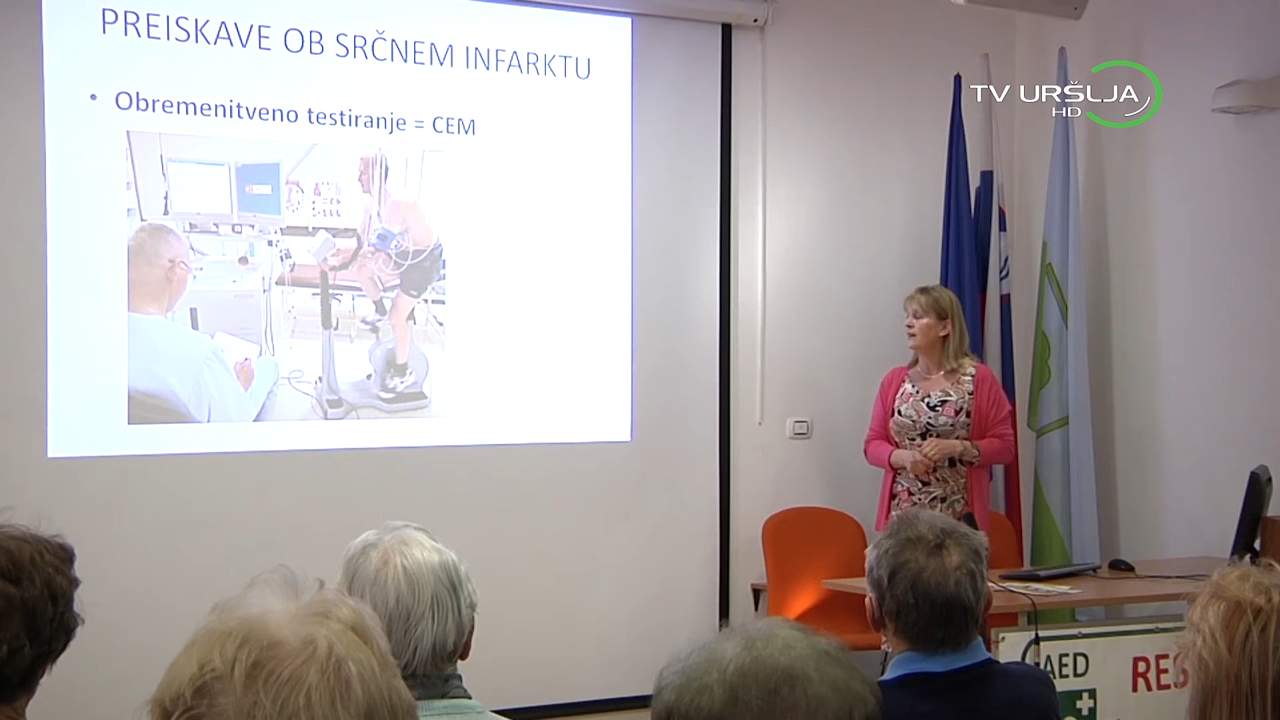 PREISKAVE OB SRČNEM INFARKTU
• Obremenitveno testiranje = CEM
TV URŠLJA
HD
AED
RES